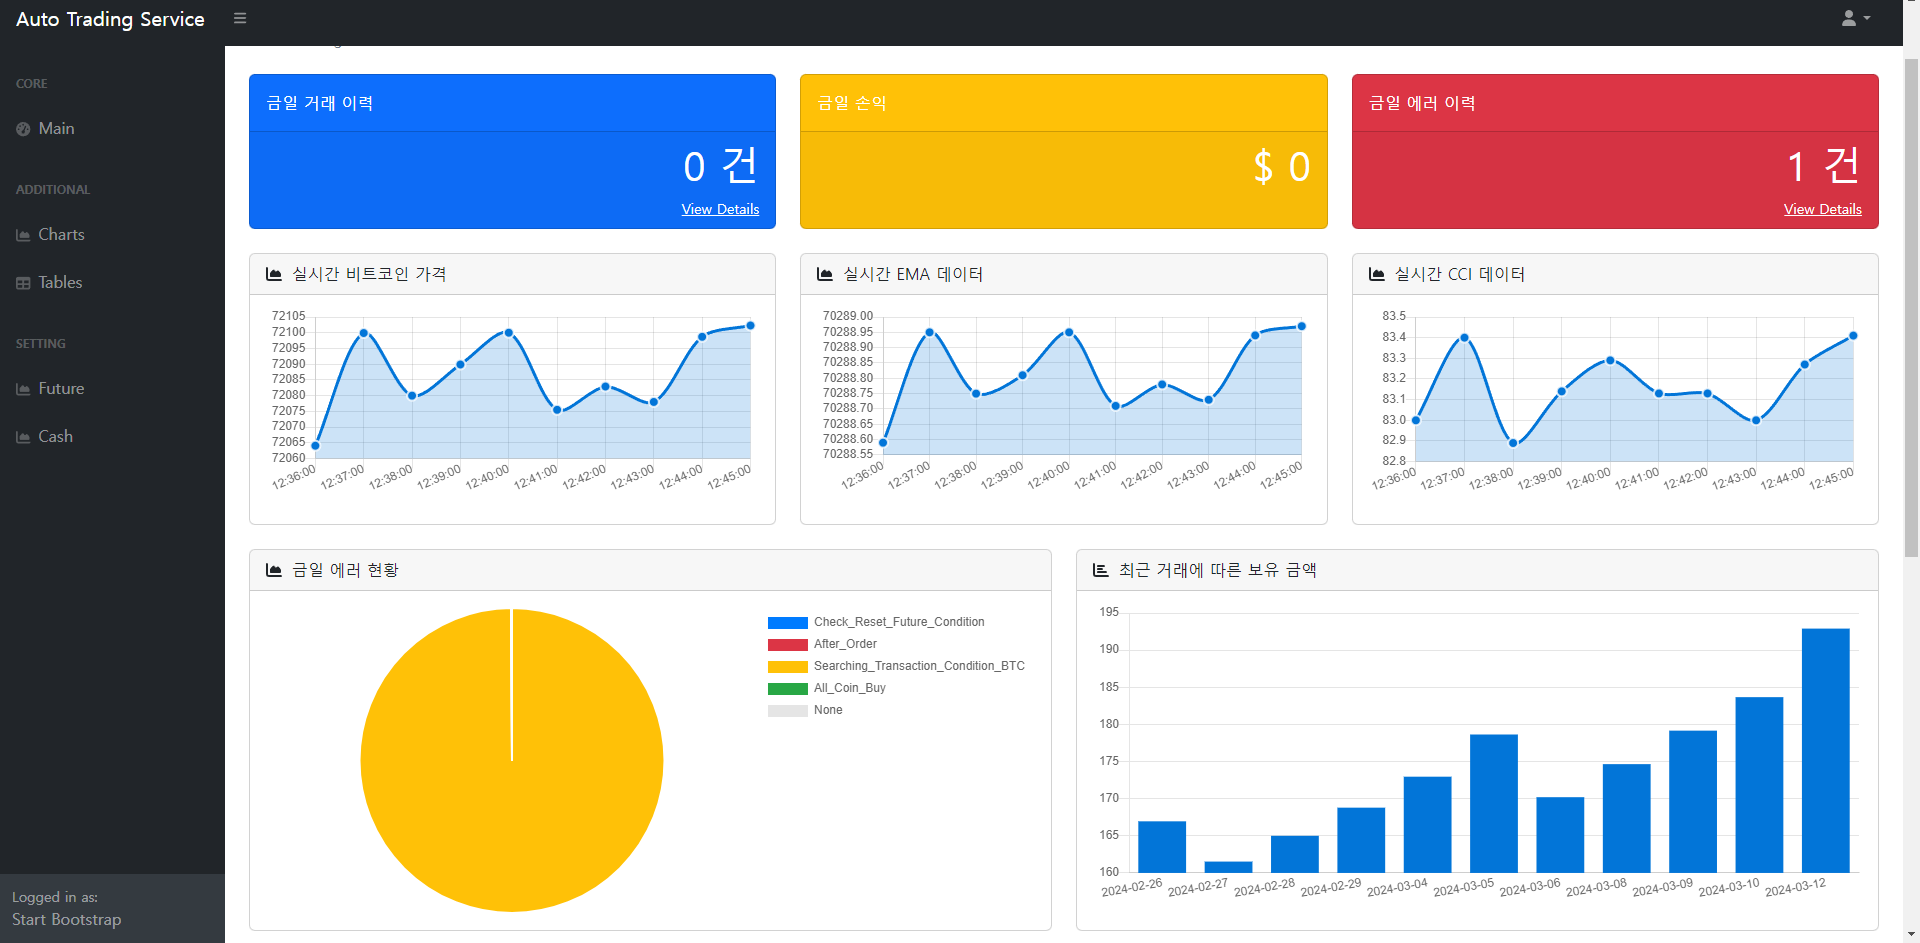 Auto Trading Service
CORE
Main
ADDITIONAL
Charts
Tables
SETTING
Future
Cash
Logged in as:
Start Bootstrap
금일 거래 이력
0 건
View Details
금일 손익
$ 0
금일 에러 이력
1 건
View Details
실시간 비트코인 가격
72105
72100
72095
72090
72085
72080
72075
72070
72065
72060
12:36:00 12:37:00 12:38:00 12:39:00 12:40:00 12:41:00 12:42:00 12:43:00 12:44:00 12:45:00
실시간 EMA 데이터
70289.00
70288.95
70288.90
70288.85
70288.80
70288.75
70288.70
70288.65
70288.60
70288.55
12:36:00 12:37:00 12:38:00 12:39:00 12:40:00 12:41:00 12:42:00 12:43:00 12:44:00 12:45:00
실시간 CCI 데이터
83.5
83.4
83.3
83.2
83.1
83.0
82.9
82.8
12:36:00 12:37:00 12:38:00 12:39:00 12:40:00 12:41:00 12:42:00 12:43:00 12:44:00 12:45:00
금일 에러 현황
Check_Reset_Future_Condition
After_Order
Searching_Transaction_Condition_BTC
All_Coin_Buy
None
최근 거래에 따른 보유 금액
195
190
185
180
175
170
165
160
2024-02-26 2024-02-27 2024-02-28 2024-02-29 2024-03-04 2024-03-05 2024-03-06 2024-03-08 2024-03-09 2024-03-10 2024-03-12